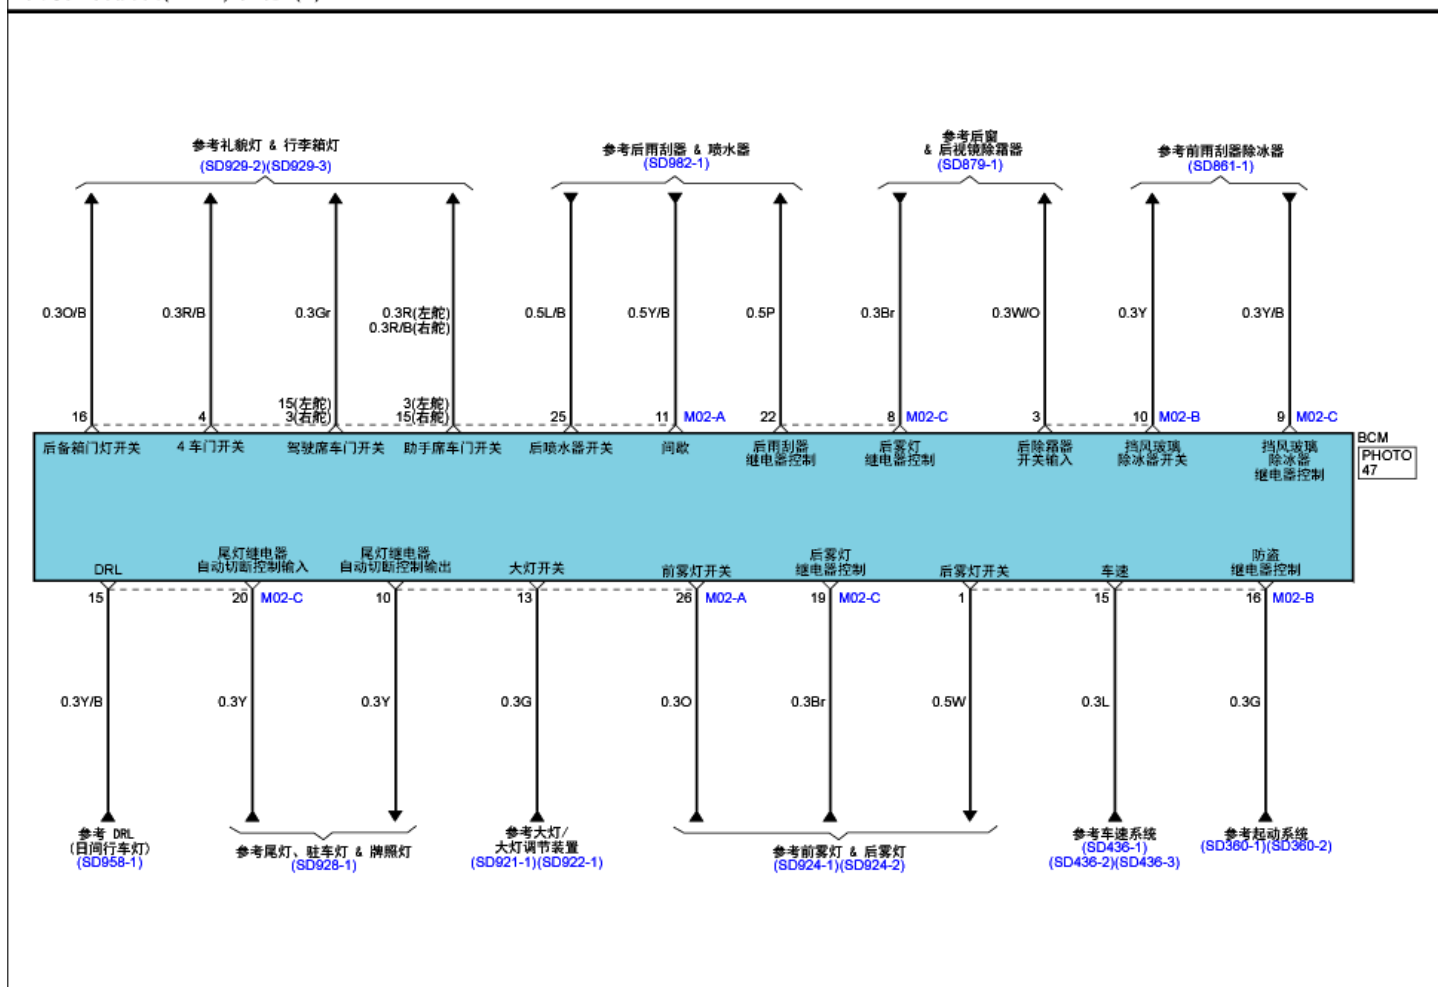 参考礼貌灯 & 行李箱灯
(SD929-2)(SD929-3)
参考后雨刮器 & 喷水器
(SD982-1)
参考后窗
& 后视镜除霜器
(SD879-1)
参考前雨刮器除冰器
(SD861-1)
0.3O/B
0.3R/B
0.3Gr
0.3R(左舵)
0.3R/B(右舵)
0.5L/B
0.5Y/B
0.5P
0.3Br
0.3W/O
0.3Y
0.3Y/B
16
4
15(左舵)
3(右舵)
3(左舵)
15(右舵)
25
11 M02-A
22
8 M02-C
3
10 M02-B
9 M02-C
后备箱门灯开关
4 车门开关
驾驶席车门开关
助手席车门开关
后喷水器开关
间歇
后雨刮器
继电器控制
后雾灯
继电器控制
后除霜器
开关输入
挡风玻璃
除冰器开关
挡风玻璃
除冰器
继电器控制
BCM
PHOTO
47
DRL
尾灯继电器
自动切断控制输入
尾灯继电器
自动切断控制输出
大灯开关
前雾灯开关
后雾灯
继电器控制
后雾灯开关
车速
防盗
继电器控制
15
20 M02-C
10
13
26 M02-A
19 M02-C
1
15
16 M02-B
0.3Y/B
0.3Y
0.3Y
0.3G
0.3O
0.3Br
0.5W
0.3L
0.3G
参考 DRL
(日间行车灯)
(SD958-1)
参考尾灯、驻车灯 & 牌照灯
(SD928-1)
参考大灯/
大灯调节装置
(SD921-1)(SD922-1)
参考前雾灯 & 后雾灯
(SD924-1)(SD924-2)
参考车速系统
(SD436-1)
(SD436-2)(SD436-3)
参考起动系统
(SD360-1)(SD360-2)